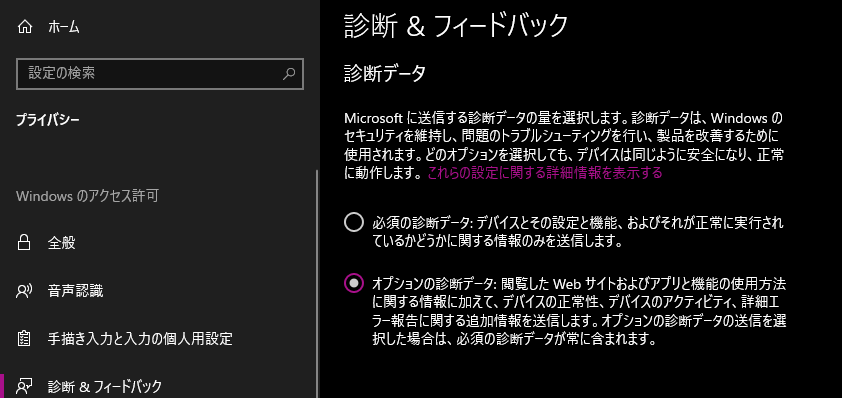 ホーム
設定の検索
プライバシー
Windows のアクセス許可
全般
音声認識
手描き入力と入力の個人用設定
診断 & フィードバック
診断 & フィードバック
診断データ
Microsoft に送信する診断データの量を選択します。診断データは、Windows の
セキュリティを維持し、問題のトラブルシューティングを行い、製品を改善するために
使用されます。どのオプションを選択しても、デバイスは同じように安全になり、正常
に動作します。これらの設定に関する詳細情報を表示する
必須の診断データ: デバイスとその設定と機能、およびそれが正常に実行され
ているかどうかに関する情報のみを送信します。
オプションの診断データ: 閲覧した Web サイトおよびアプリと機能の使用方法
に関する情報に加えて、デバイスの正常性、デバイスのアクティビティ、詳細エ
ラー報告に関する追加情報を送信します。オプションの診断データの送信を選
択した場合は、必須の診断データが常に含まれます。